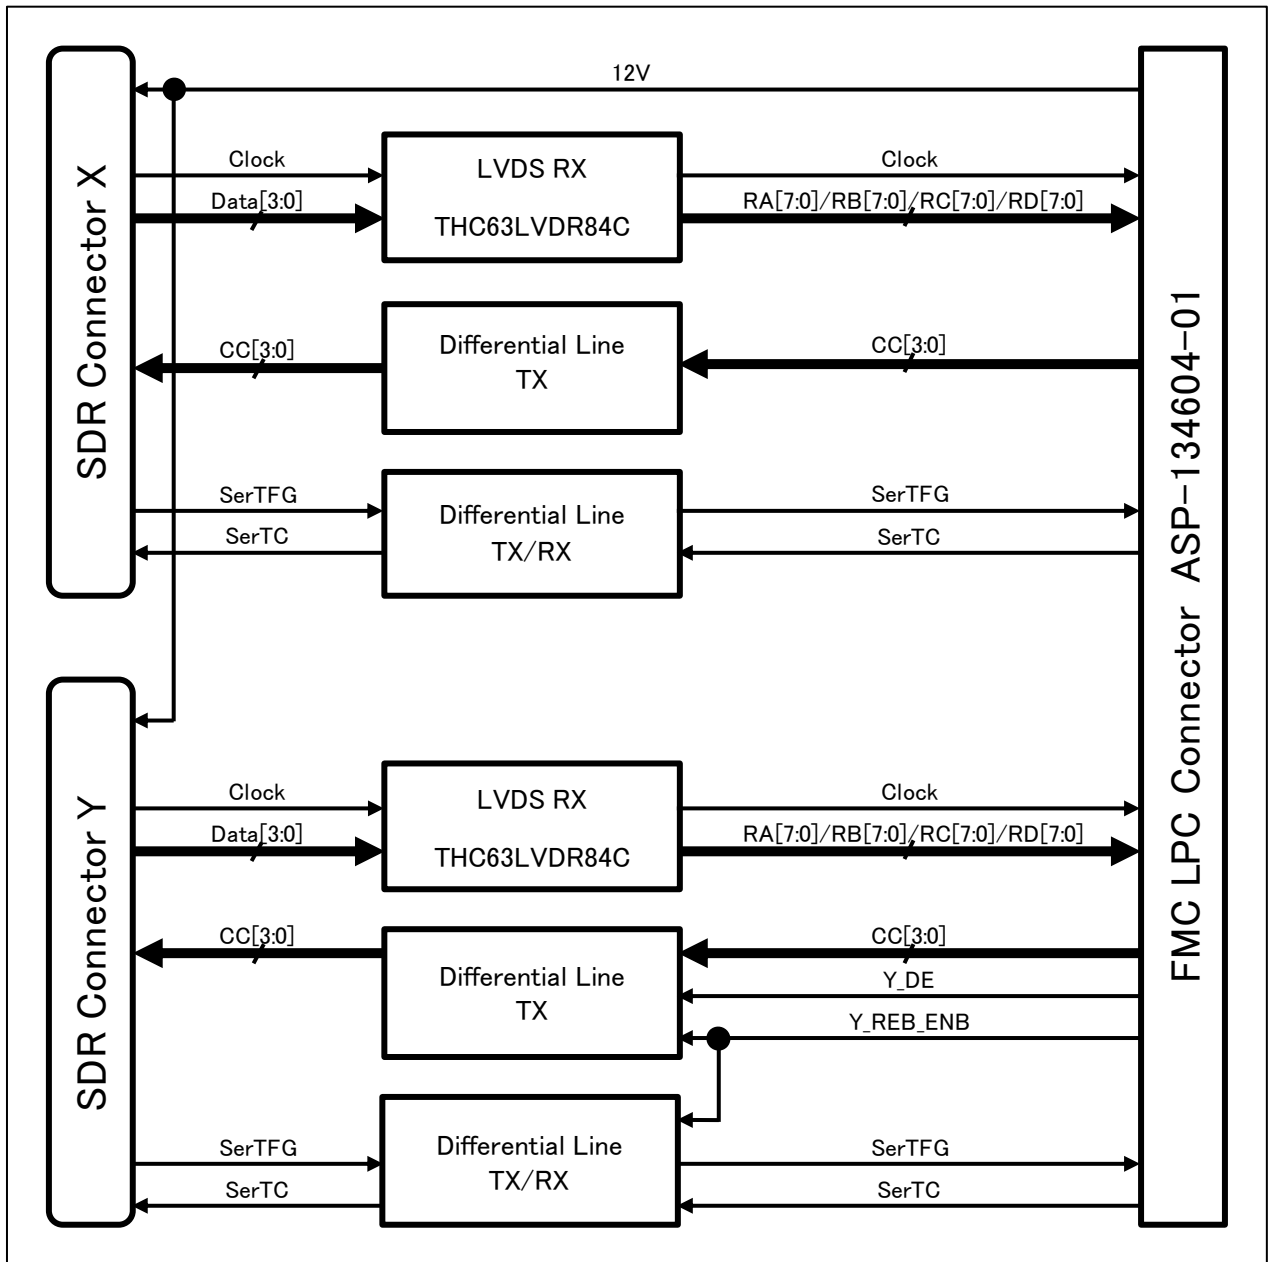 12V
SDR Connector X
Clock
Data[3:0]
LVDS RX
THC63LVDR84C
Clock
RA[7:0]/RB[7:0]/RC[7:0]/RD[7:0]
CC[3:0]
Differential Line
TX
CC[3:0]
SerTFG
SerTC
Differential Line
TX/RX
SerTFG
SerTC
FMC LPC Connector ASP-134604-01
SDR Connector Y
Clock
Data[3:0]
LVDS RX
THC63LVDR84C
Clock
RA[7:0]/RB[7:0]/RC[7:0]/RD[7:0]
CC[3:0]
Differential Line
TX
CC[3:0]
Y_DE
Y_REB_ENB
SerTFG
SerTC
Differential Line
TX/RX
SerTFG
SerTC